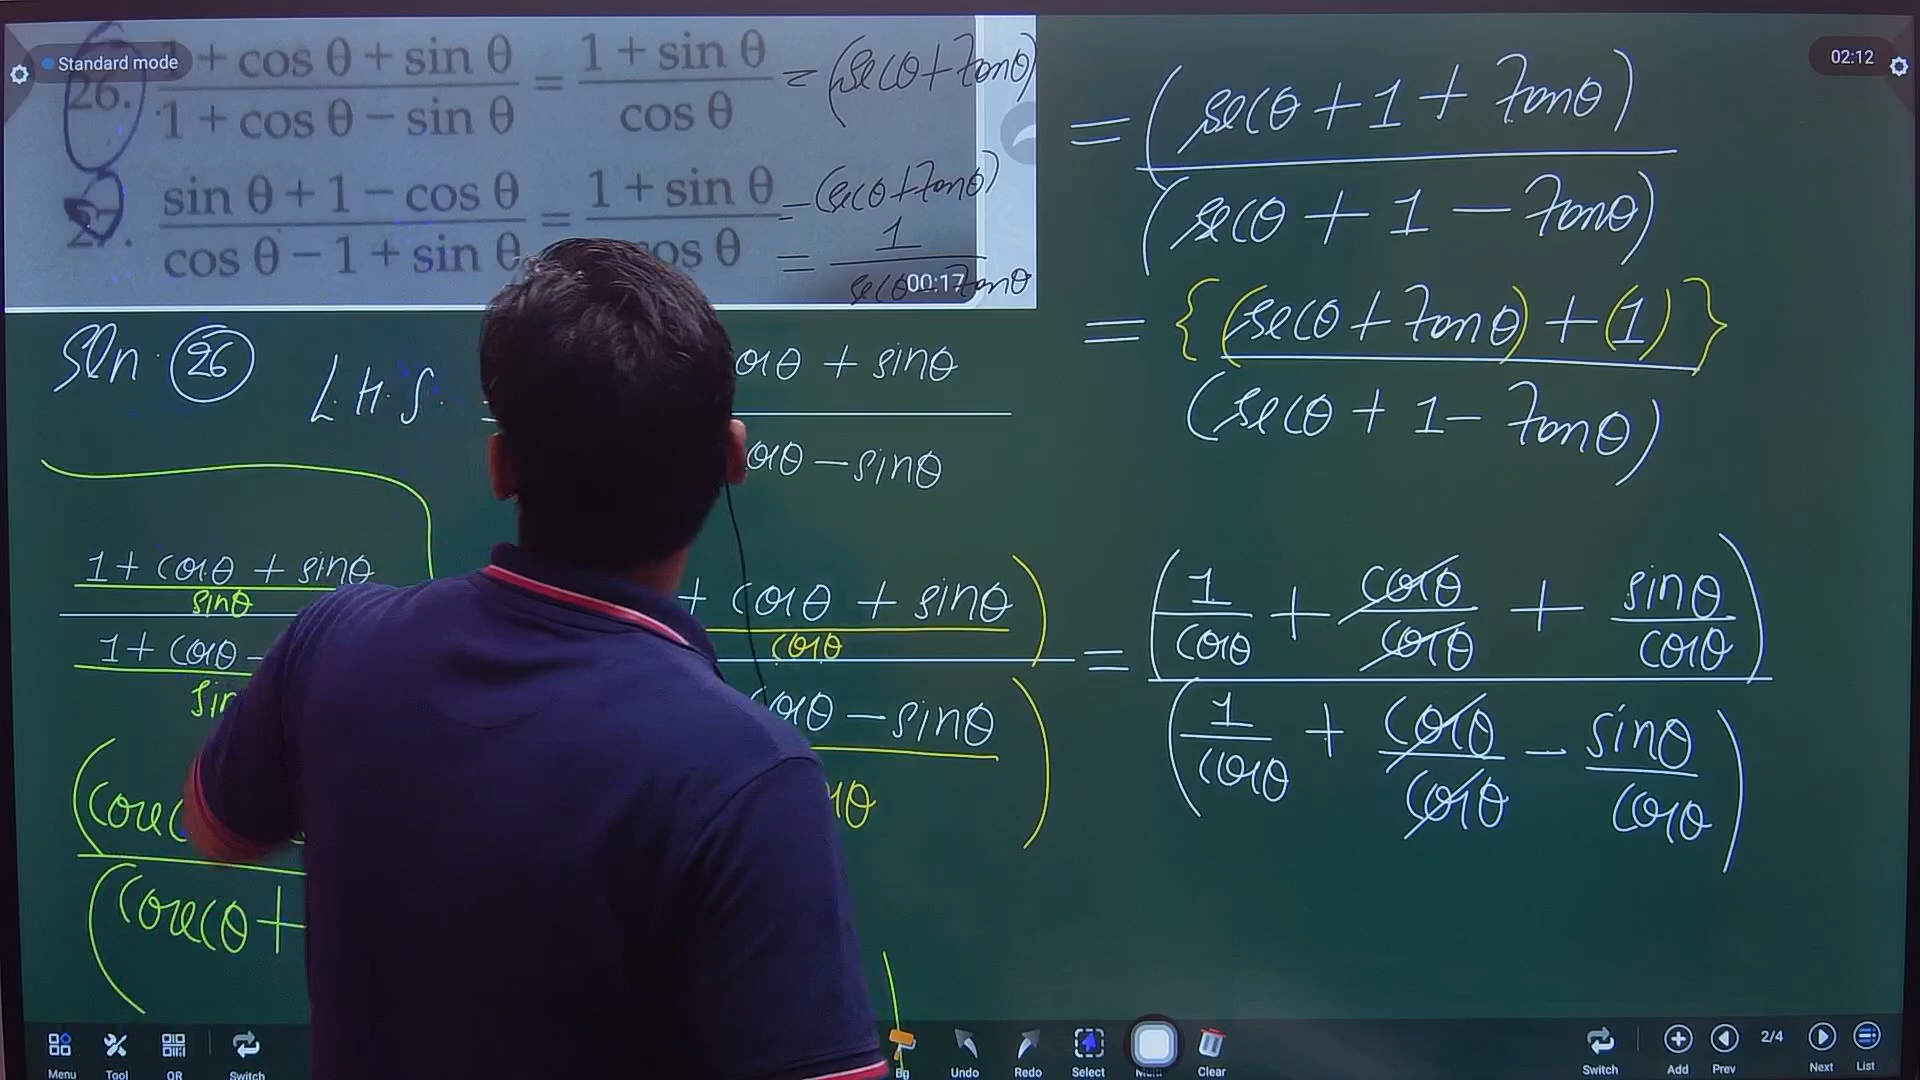 Standard mode
02:12
26. 1 + cos θ + sin θ / 1 + cos θ − sin θ = 1 + sin θ / cos θ = (secθ + Tanθ)
27. sin θ + 1 − cos θ / cos θ − 1 + sin θ = 1 + sin θ / cos θ = (secθ + Tanθ)
= 1 / secθ − Tanθ
00:17
Sln. 26 L.H.S.
cosθ + sinθ
cosθ − sinθ
1 + cosθ + sinθ / sinθ
1 + cosθ −
+ cosθ + sinθ) / cosθ
cosθ − sinθ)
(cosecθ +
= (secθ + 1 + Tanθ) / (secθ + 1 − Tanθ)
= {(secθ + Tanθ) + (1)} / (secθ + 1 − Tanθ)
= (1/cosθ + cosθ/cosθ + sinθ/cosθ) / (1/cosθ + cosθ/cosθ − sinθ/cosθ)
Menu Tool QR Switch Bg Undo Redo Select Clear Switch Add Prev 2/4 Next List